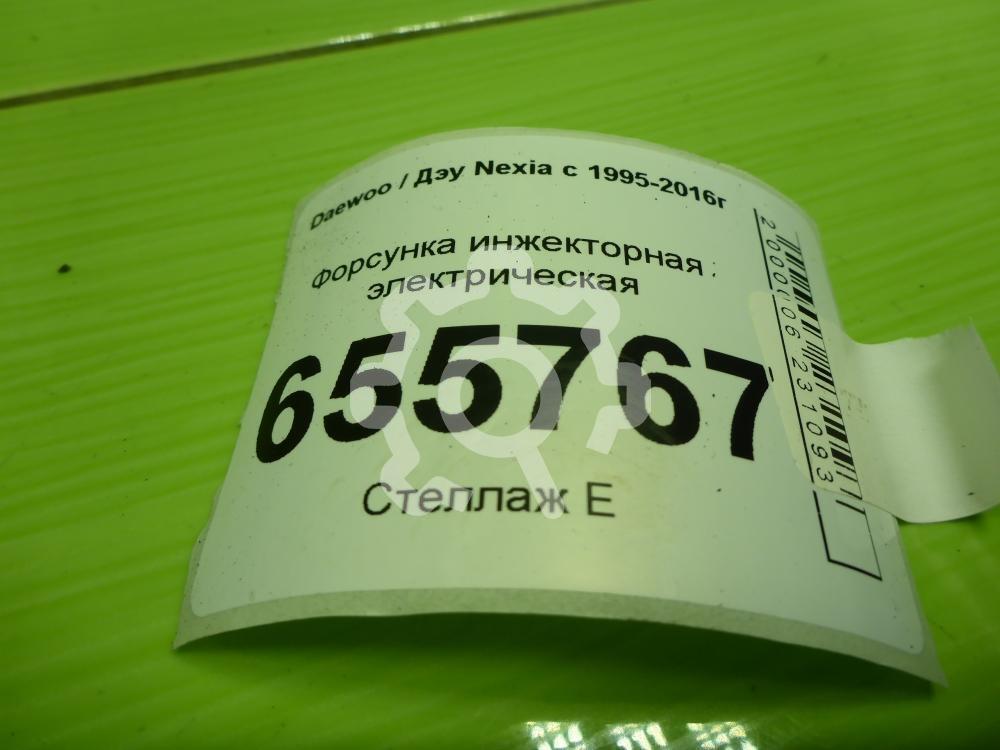 Daewoo / Дэу Nexia с 1995-2016г
Форсунка инжекторная
электрическая
655767
Стеллаж Е
2000006231093